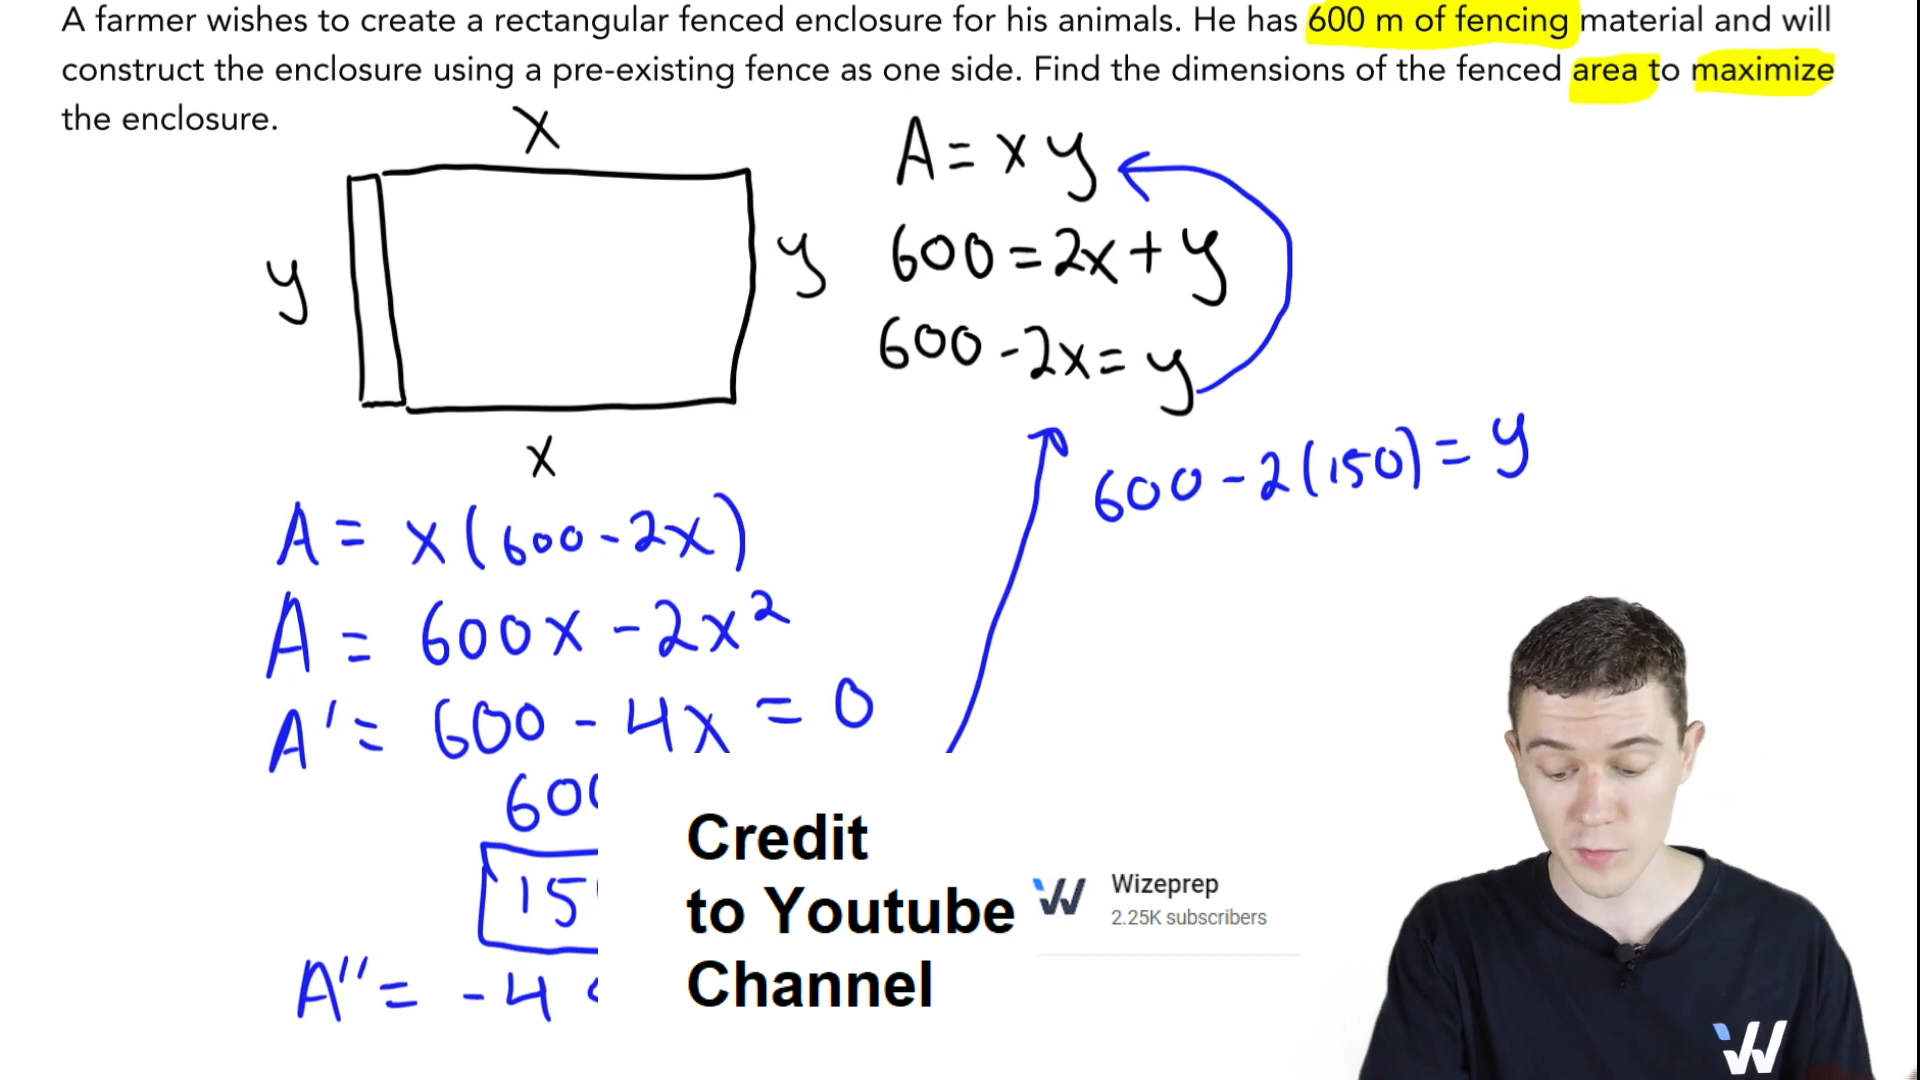 A farmer wishes to create a rectangular fenced enclosure for his animals. He has 600 m of fencing material and will
construct the enclosure using a pre-existing fence as one side. Find the dimensions of the fenced area to maximize
the enclosure.
x
y
y
x
A = xy
600 = 2x + y
600 - 2x = y
600 - 2(150) = y
A = x(600 - 2x)
A = 600x - 2x²
A' = 600 - 4x = 0
60
15
A'' = -4
Credit
to Youtube
Channel
Wizeprep
2.25K subscribers